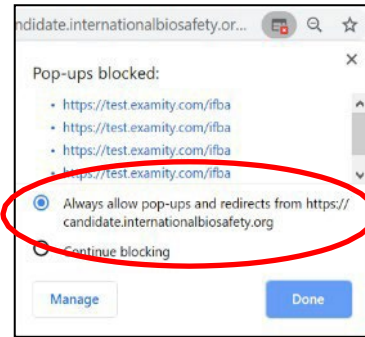 ndidate.internationalbiosafety.or...
Pop-ups blocked:
• https://test.examity.com/ifba
• https://test.examity.com/ifba
• https://test.examity.com/ifba
• https://test.examity.com/ifba
Always allow pop-ups and redirects from https://
candidate.internationalbiosafety.org
Continue blocking
Manage
Done